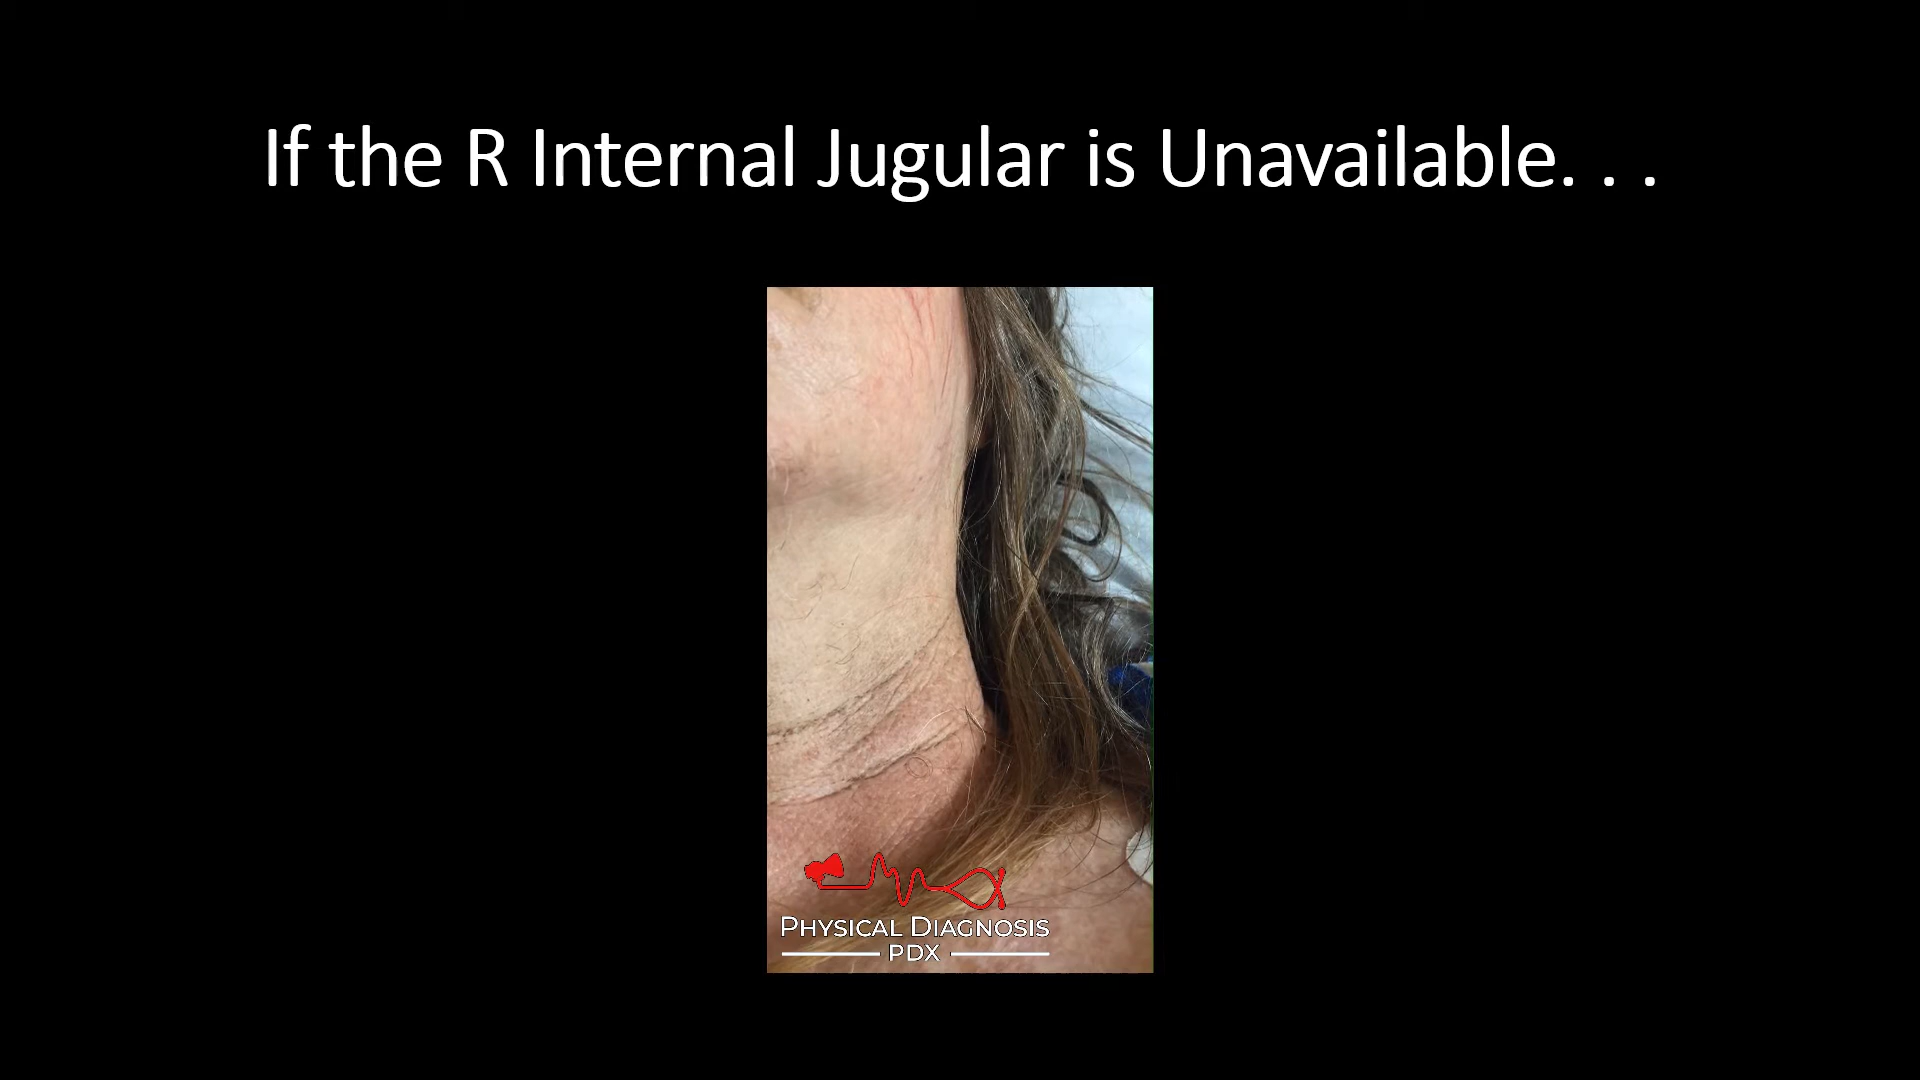 If the R Internal Jugular is Unavailable. . .
PHYSICAL DIAGNOSIS
PDX